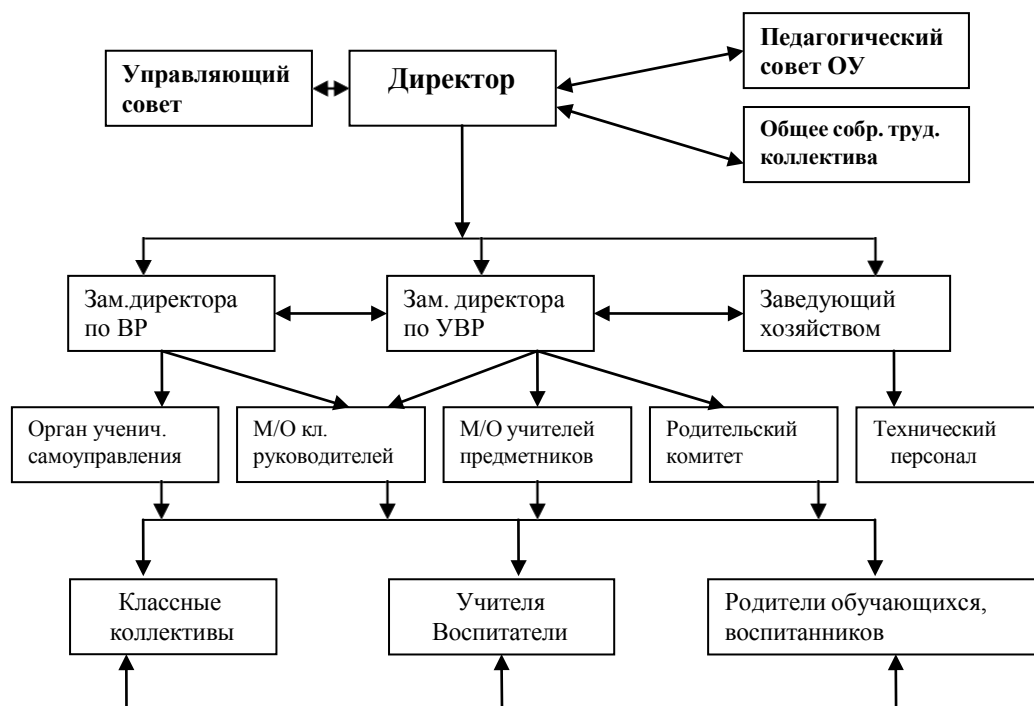 Управляющий
совет
Директор
Педагогический
совет ОУ
Общее собр. труд.
коллектива
Зам.директора
по ВР
Зам. директора
по УВР
Заведующий
хозяйством
Орган ученич.
самоуправления
М/О кл.
руководителей
М/О учителей
предметников
Родительский
комитет
Технический
персонал
Классные
коллективы
Учителя
Воспитатели
Родители обучающихся,
воспитанников